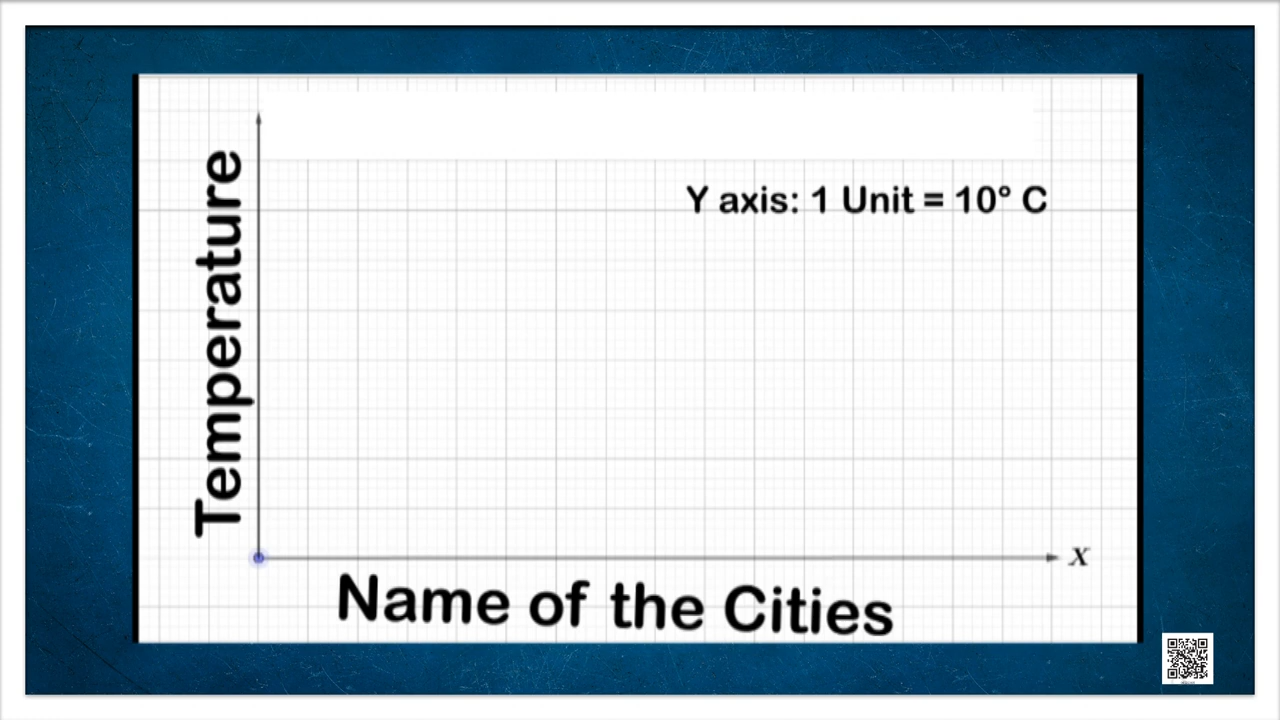 Temperature
Y axis: 1 Unit = 10° C
X
Name of the Cities